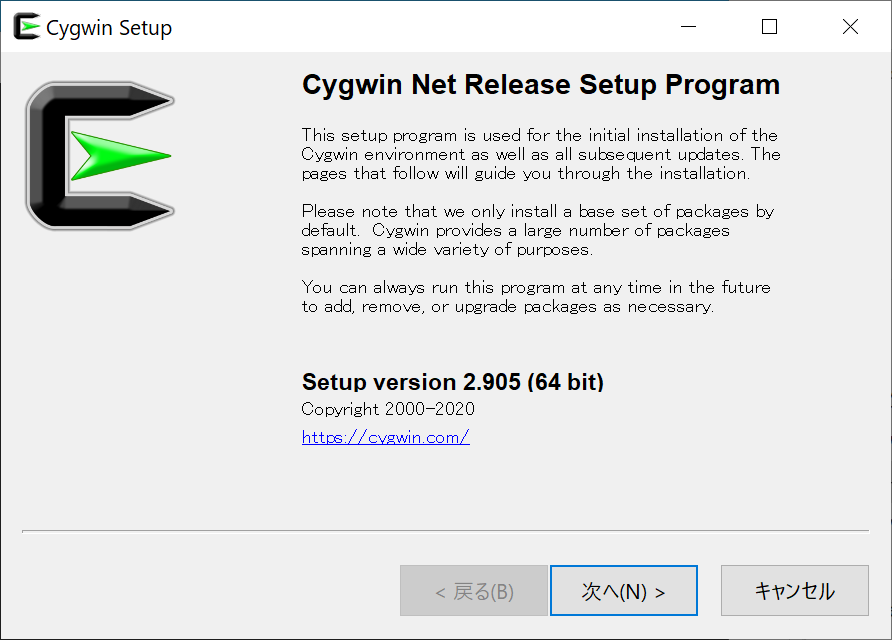 Cygwin Setup
Cygwin Net Release Setup Program
This setup program is used for the initial installation of the
Cygwin environment as well as all subsequent updates. The
pages that follow will guide you through the installation.
Please note that we only install a base set of packages by
default. Cygwin provides a large number of packages
spanning a wide variety of purposes.
You can always run this program at any time in the future
to add, remove, or upgrade packages as necessary.
Setup version 2.905 (64 bit)
Copyright 2000-2020
https://cygwin.com/
< 戻る(B)
次へ(N) >
キャンセル